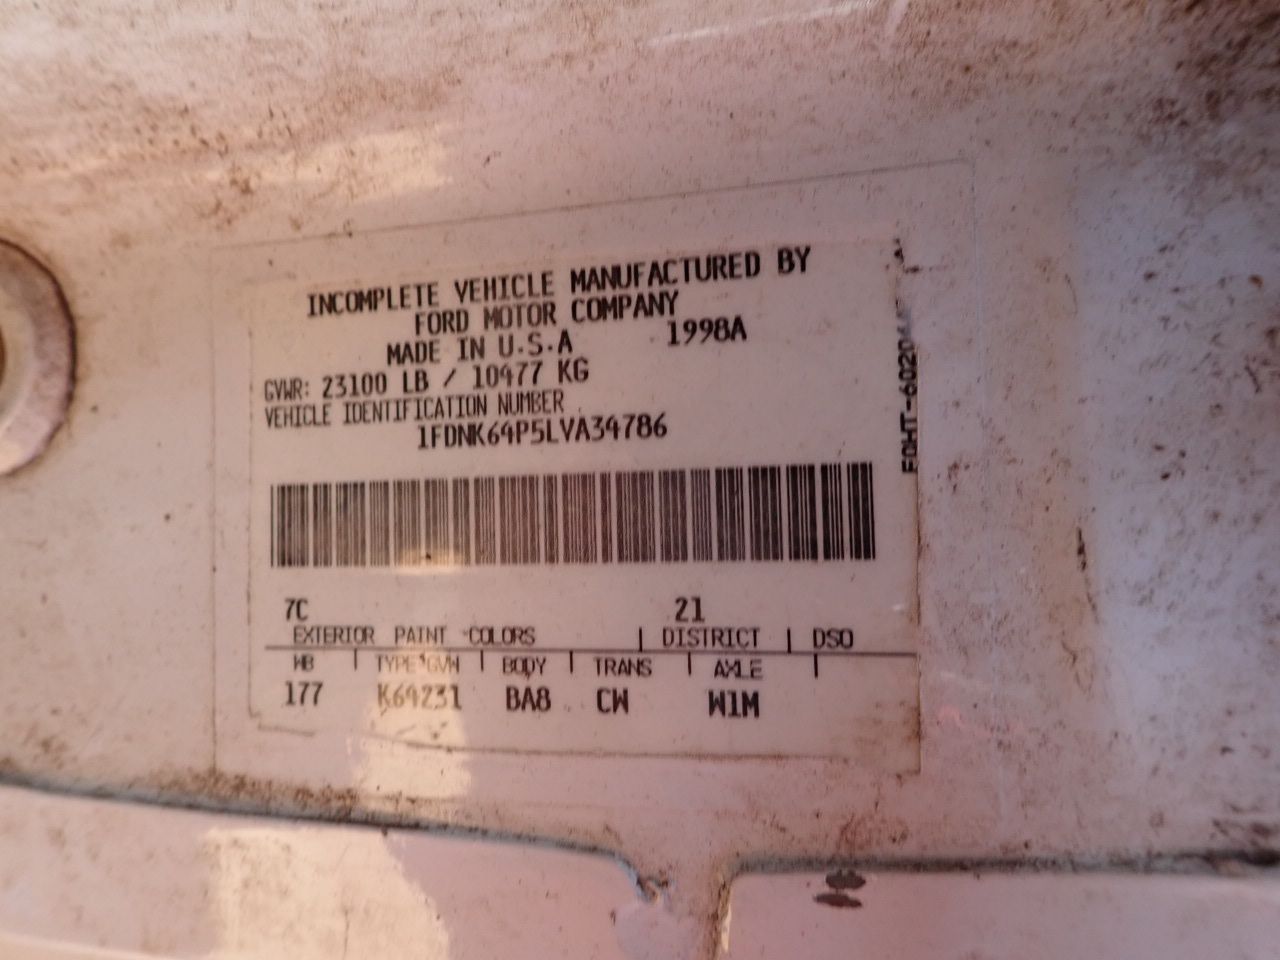 INCOMPLETE VEHICLE MANUFACTURED BY
FORD MOTOR COMPANY
MADE IN U.S.A 1998A
GVWR: 23100 LB / 10477 KG
VEHICLE IDENTIFICATION NUMBER
1FDNK64P5LVA34786
7C 21
EXTERIOR PAINT COLORS DISTRICT DSO
WB TYPE GVW BODY TRANS AXLE
177 K64231 BA8 CW W1M